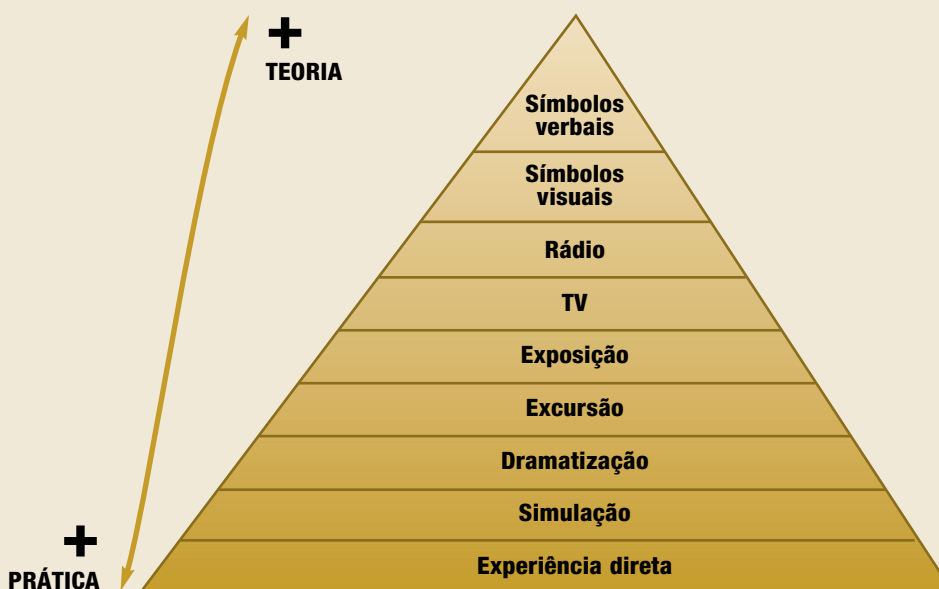 +
TEORIA
Símbolos
verbais
Símbolos
visuais
Rádio
TV
Exposição
Excursão
Dramatização
Simulação
Experiência direta
+
PRÁTICA